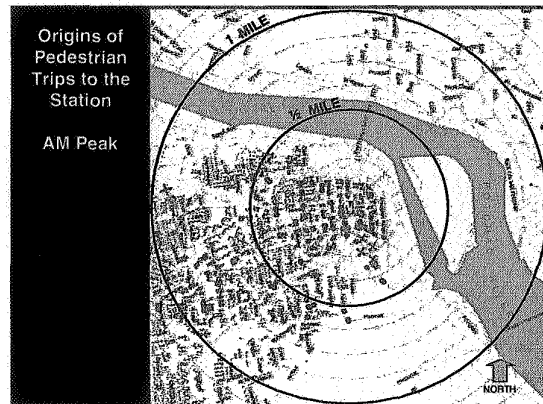 Origins of
Pedestrian
Trips to the
Station
AM Peak
1 MILE
½ MILE
NORTH